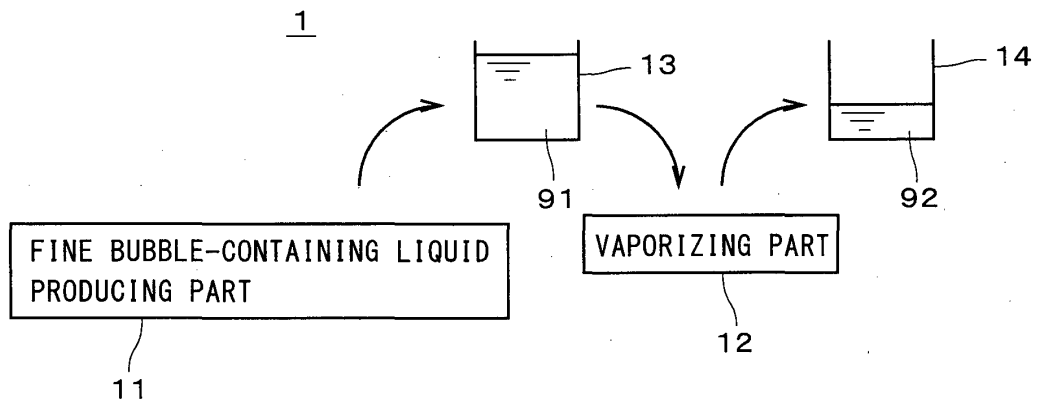 1
13
14
91
92
FINE BUBBLE-CONTAINING LIQUID
PRODUCING PART
VAPORIZING PART
11
12